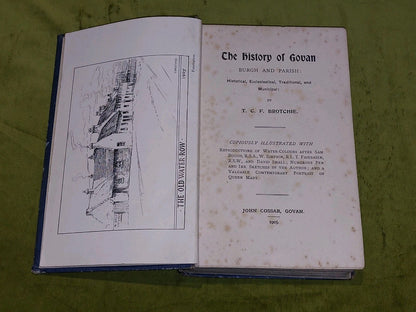 THE OLD WATER ROW
The History of Govan
BURGH AND PARISH:
Historical, Ecclesiastical, Traditional, and
Municipal:
BY
T. C. F. BROTCHIE.
COPIOUSLY ILLUSTRATED WITH
REPRODUCTIONS OF WATER-COLOURS AFTER SAM
BOUGH, R.S.A., W. SIMPSON, R.I., T. FAIRBAIRN,
R.S.W., AND DAVID SMALL; NUMEROUS PEN
AND INK SKETCHES BY THE AUTHOR; AND A
VALUABLE CONTEMPORARY PORTRAIT OF
QUEEN MARY.
JOHN COSSAR, GOVAN.
1905.